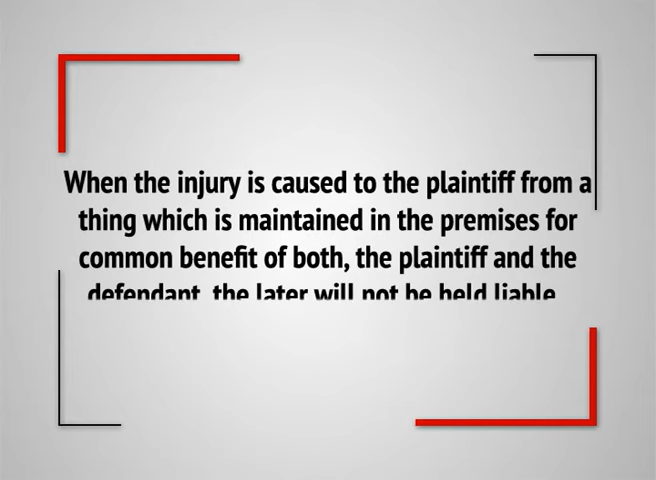 When the injury is caused to the plaintiff from a
thing which is maintained in the premises for
common benefit of both, the plaintiff and the
defendant, the later will not be held liable